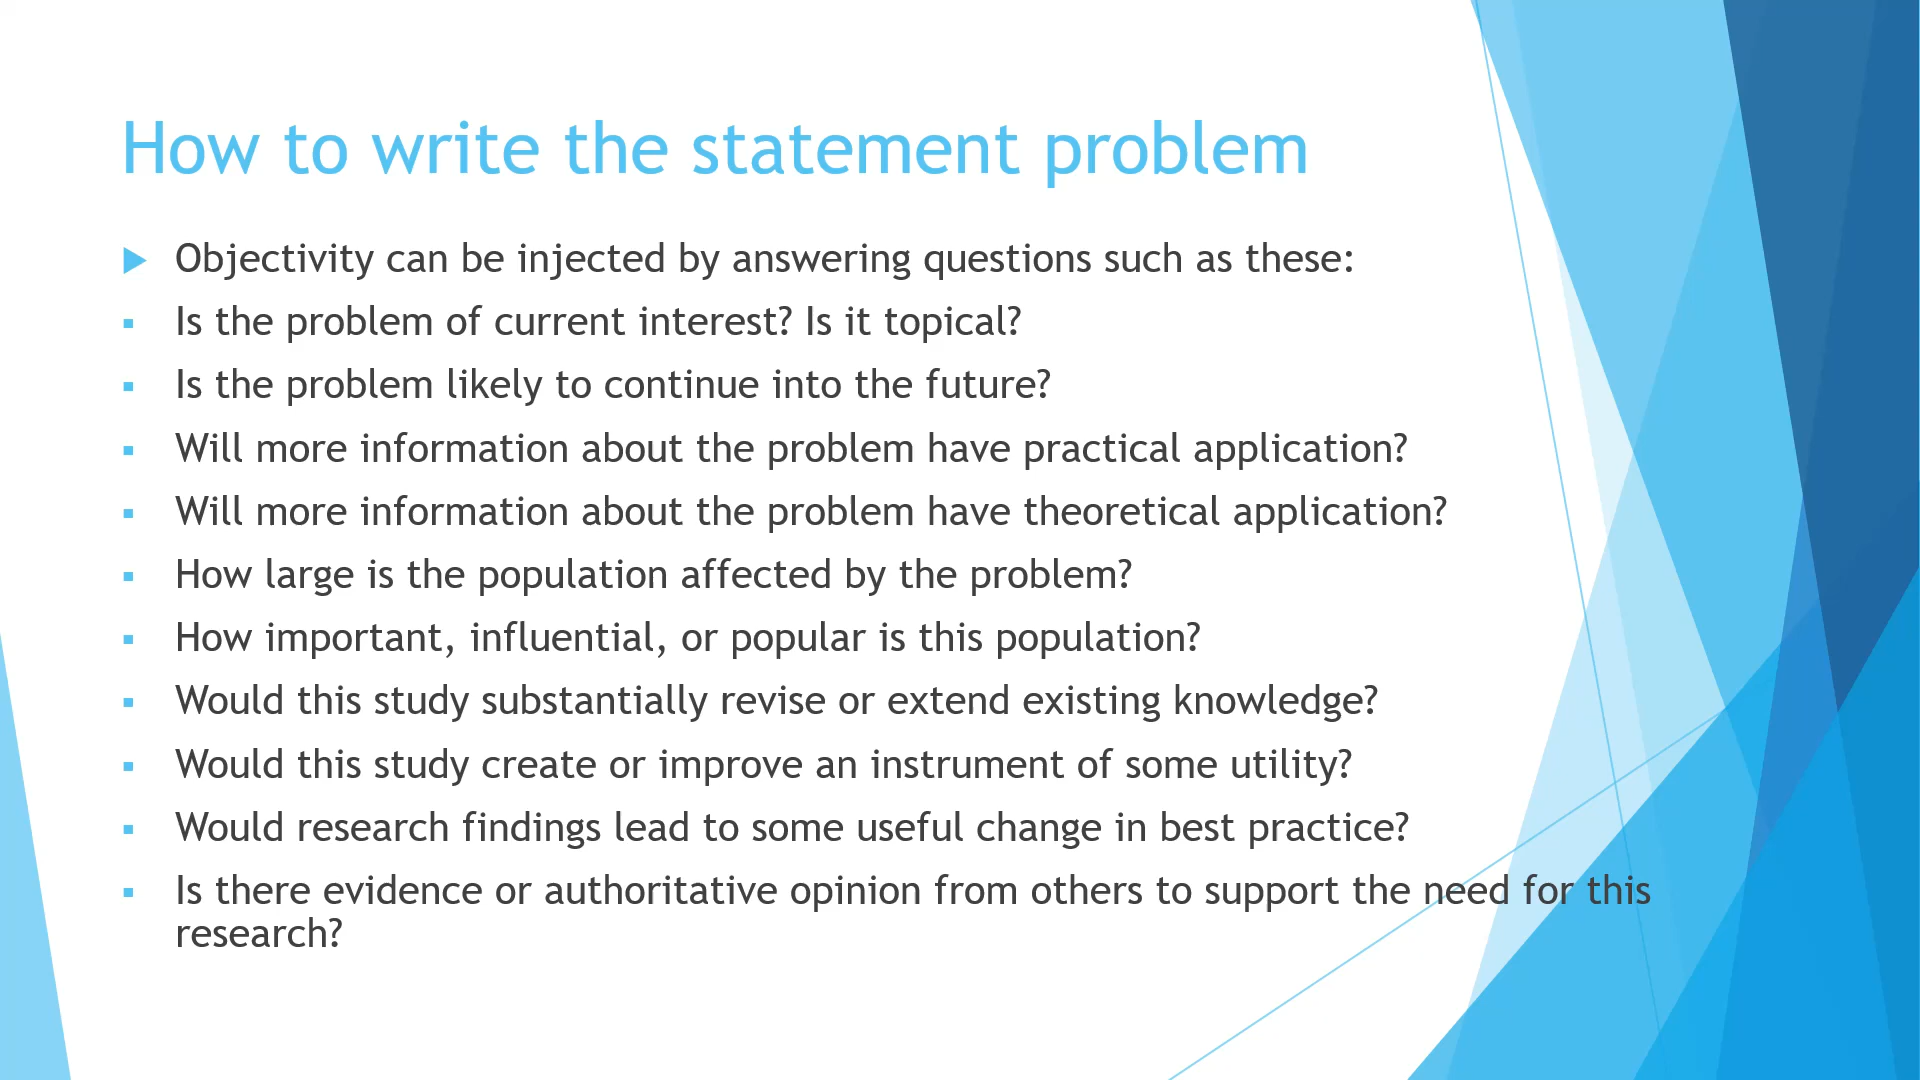 How to write the statement problem
Objectivity can be injected by answering questions such as these:
Is the problem of current interest? Is it topical?
Is the problem likely to continue into the future?
Will more information about the problem have practical application?
Will more information about the problem have theoretical application?
How large is the population affected by the problem?
How important, influential, or popular is this population?
Would this study substantially revise or extend existing knowledge?
Would this study create or improve an instrument of some utility?
Would research findings lead to some useful change in best practice?
Is there evidence or authoritative opinion from others to support the need for this
research?